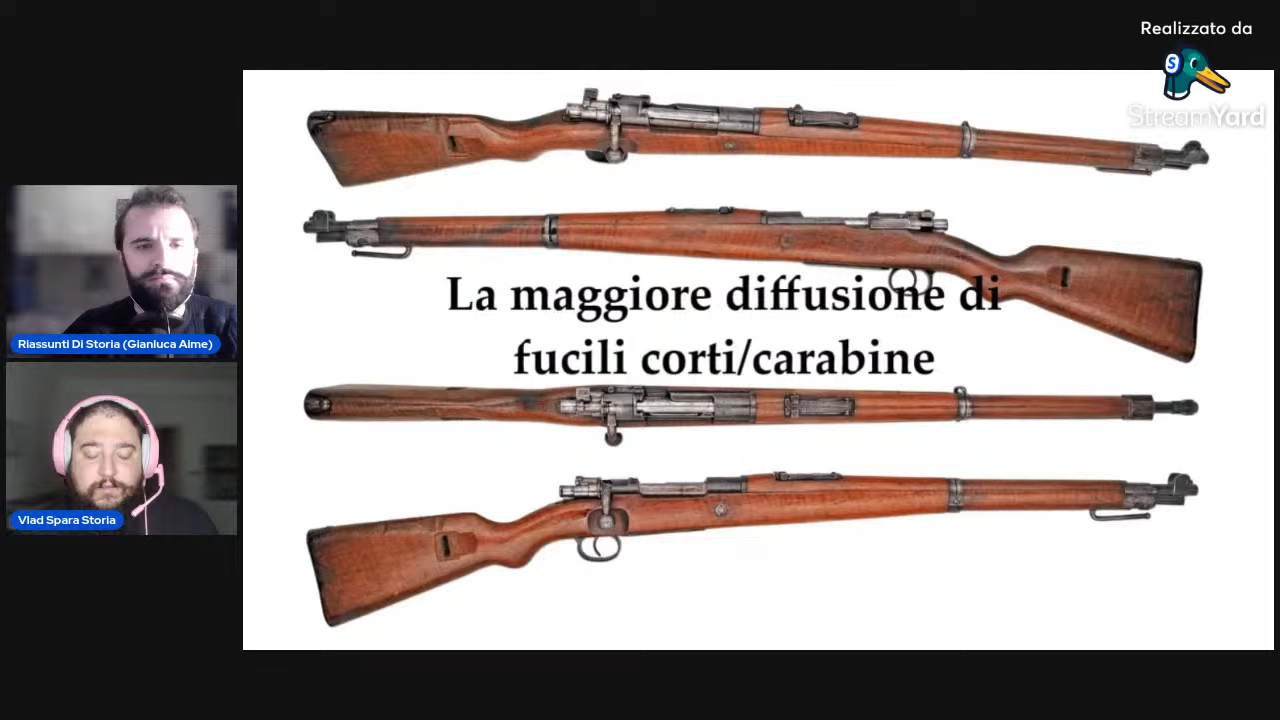 Realizzato da
StreamYard
La maggiore diffusione di
fucili corti/carabine
Riassunti Di Storia (Gianluca Aime)
Vlad Spara Storia